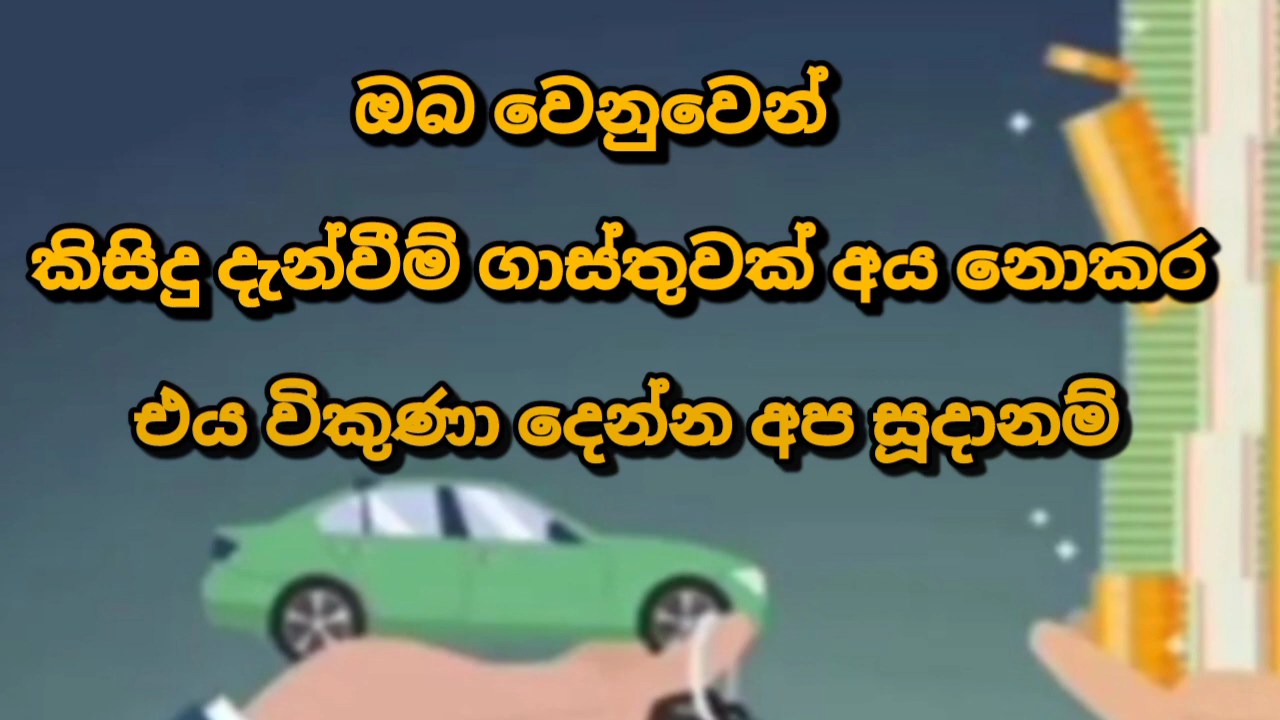 ඔබ වෙනුවෙන්
කිසිදු දැන්වීම් ගාස්තුවක් අය නොකර
එය විකුණා දෙන්න අප සූදානම්